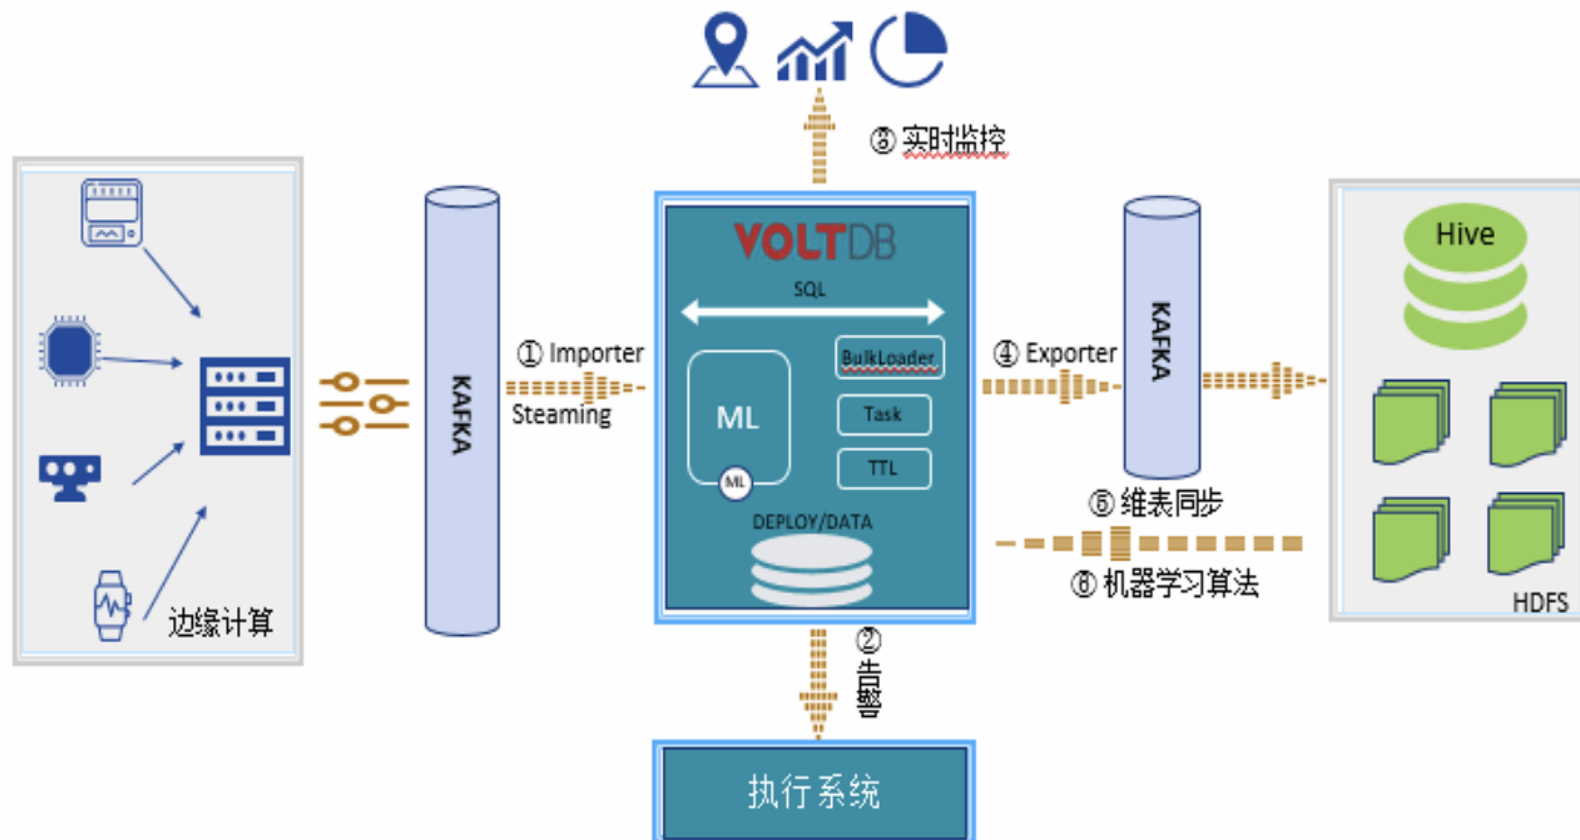 ③ 实时监控
VOLTDB
SQL
BulkLoader
ML
Task
TTL
ML
DEPLOY/DATA
边缘计算
KAFKA
① Importer
Steaming
④ Exporter
KAFKA
⑤ 维表同步
⑥ 机器学习算法
Hive
HDFS
②告警
执行系统